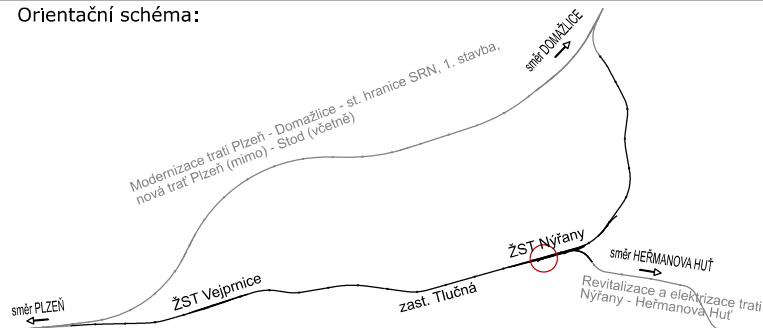 Orientační schéma:
směr DOMAŽLICE
Modernizace trati Plzeň - Domažlice - st. hranice SRN, 1. stavba,
nová trať Plzeň (mimo) - Stod (včetně)
ŽST Nýřany
směr HEŘMANOVA HUŤ
Revitalizace a elektrizace trati
Nýřany - Heřmanova Huť
zast. Tlučná
ŽST Vejprnice
směr PLZEŇ